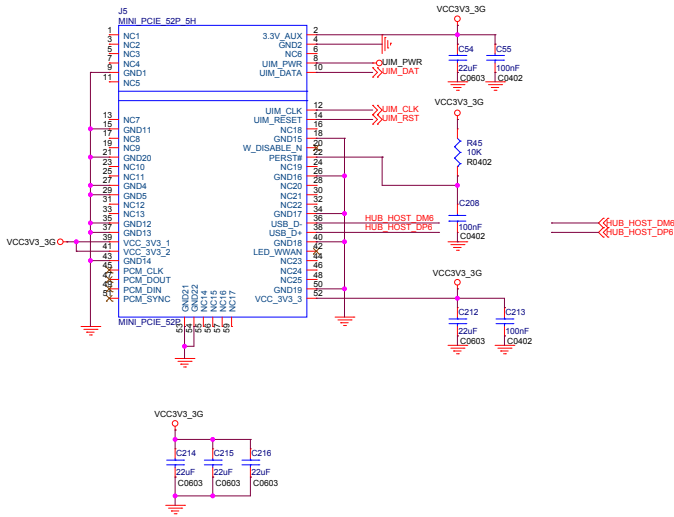 J5
MINI_PCIE_52P_5H
VCC3V3_3G
1 NC1 3.3V_AUX 2
3 NC2 GND2 4
5 NC3 NC6 6
7 NC4 UIM_PWR 8 UIM_PWR
9 GND1 UIM_DATA 10 UIM_DAT
11 NC5
C54 C55
22uF 100nF
C0603 C0402
VCC3V3_3G
UIM_CLK 12 UIM_CLK
13 NC7 UIM_RESET 14 UIM_RST
15 GND11 NC18 16
17 NC8 GND15 18
19 NC9 W_DISABLE_N 20
21 GND20 PERST# 22
23 NC10 NC19 24
25 NC11 GND16 26
27 GND4 NC20 28
29 GND5 NC21 30
31 NC12 NC22 32
33 NC13 GND17 34
35 GND12 USB_D- 36 HUB_HOST_DM6 HUB_HOST_DM6
37 GND13 USB_D+ 38 HUB_HOST_DP6 HUB_HOST_DP6
VCC3V3_3G 39 VCC_3V3_1 GND18 40
41 VCC_3V3_2 LED_WWAN 42
43 GND14 NC23 44
45 PCM_CLK NC24 46
47 PCM_DOUT NC25 48
49 PCM_DIN GND19 50
51 PCM_SYNC VCC_3V3_3 52
R45
10K
R0402
C208
100nF
C0402
VCC3V3_3G
C212 C213
22uF 100nF
C0603 C0402
GND21 GND22 NC14 NC15 NC16 NC17
MINI_PCIE_52P
53 54 55 56 57 59
VCC3V3_3G
C214 C215 C216
22uF 22uF 22uF
C0603 C0603 C0603